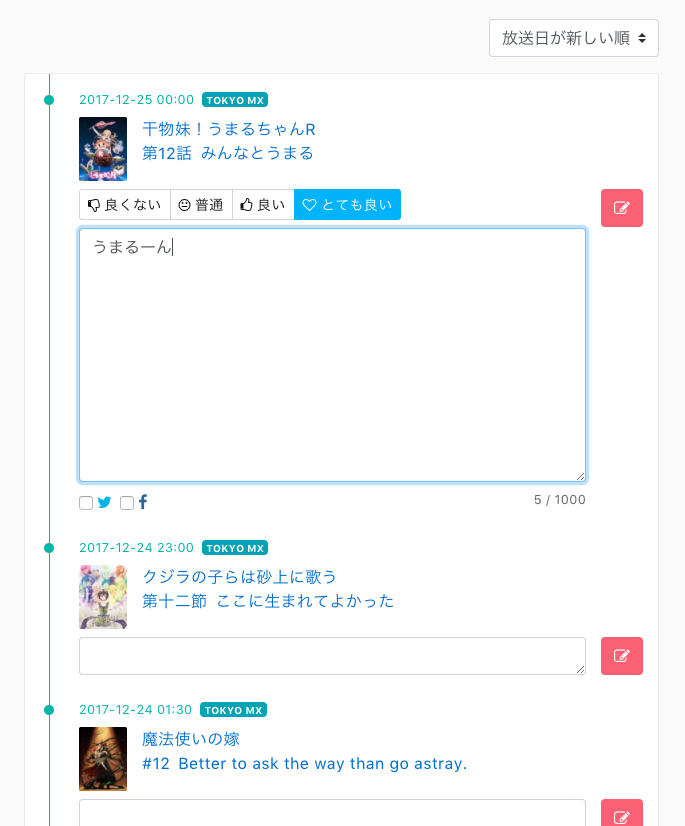 放送日が新しい順
2017-12-25 00:00 TOKYO MX
干物妹！うまるちゃんR
第12話 みんなとうまる
良くない 普通 良い とても良い
うまるーん
5 / 1000
2017-12-24 23:00 TOKYO MX
クジラの子らは砂上に歌う
第十二節 ここに生まれてよかった
2017-12-24 01:30 TOKYO MX
魔法使いの嫁
#12 Better to ask the way than go astray.